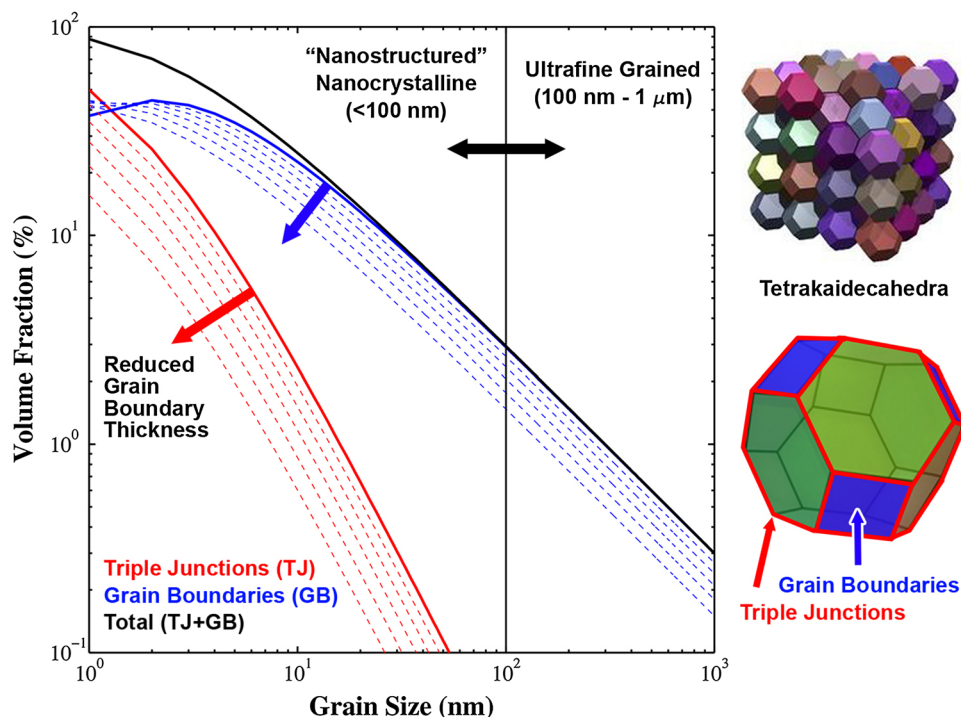 10²
10¹
10⁰
10⁻¹
Volume Fraction (%)
“Nanostructured”
Nanocrystalline
(<100 nm)
Ultrafine Grained
(100 nm - 1 μm)
Reduced
Grain
Boundary
Thickness
Triple Junctions (TJ)
Grain Boundaries (GB)
Total (TJ+GB)
10⁰
10¹
10²
10³
Grain Size (nm)
Tetrakaidecahedra
Grain Boundaries
Triple Junctions